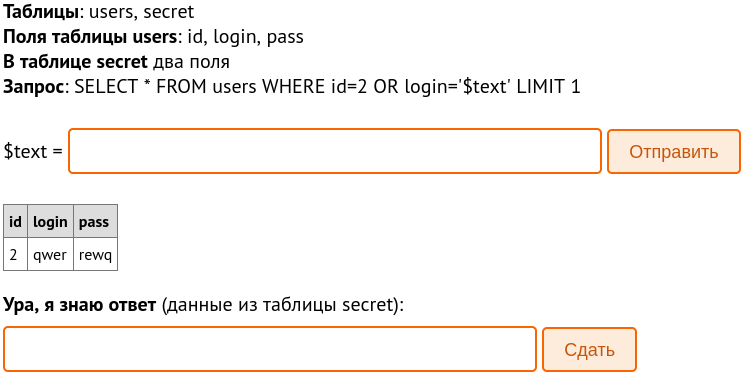 Таблицы: users, secret
Поля таблицы users: id, login, pass
В таблице secret два поля
Запрос: SELECT * FROM users WHERE id=2 OR login='$text' LIMIT 1
$text = Отправить
id login pass
2 qwer rewq
Ура, я знаю ответ (данные из таблицы secret):
Сдать